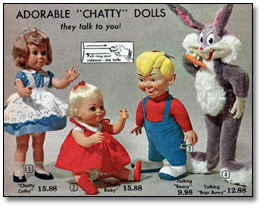 ADORABLE "CHATTY" DOLLS
they talk to you!
Pull ring and
release - she talks
1
2
3
4
"Chatty
Cathy" 15.88
Baby" 15.88
Talking
"Beany"
9.98
Talking
"Bugs Bunny" 12.88